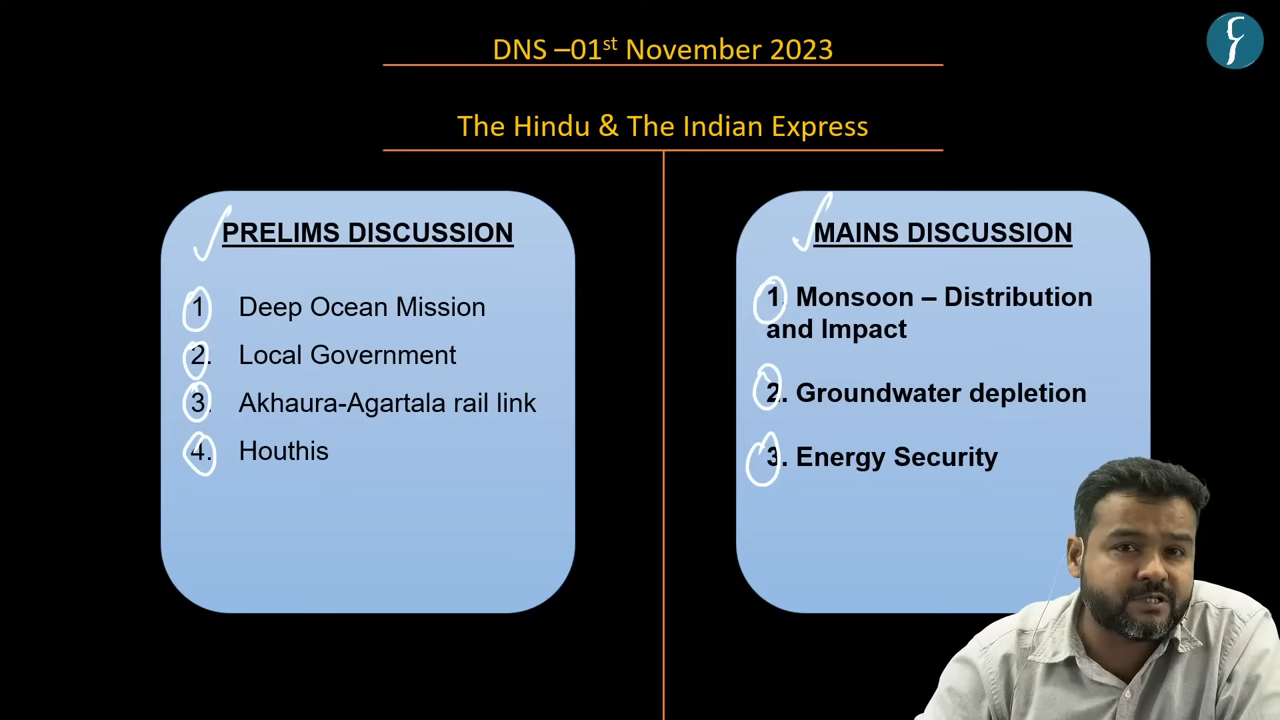 DNS –01st November 2023
The Hindu & The Indian Express
PRELIMS DISCUSSION
1 Deep Ocean Mission
2. Local Government
3. Akhaura-Agartala rail link
4. Houthis
MAINS DISCUSSION
1. Monsoon – Distribution
and Impact
2. Groundwater depletion
3. Energy Security